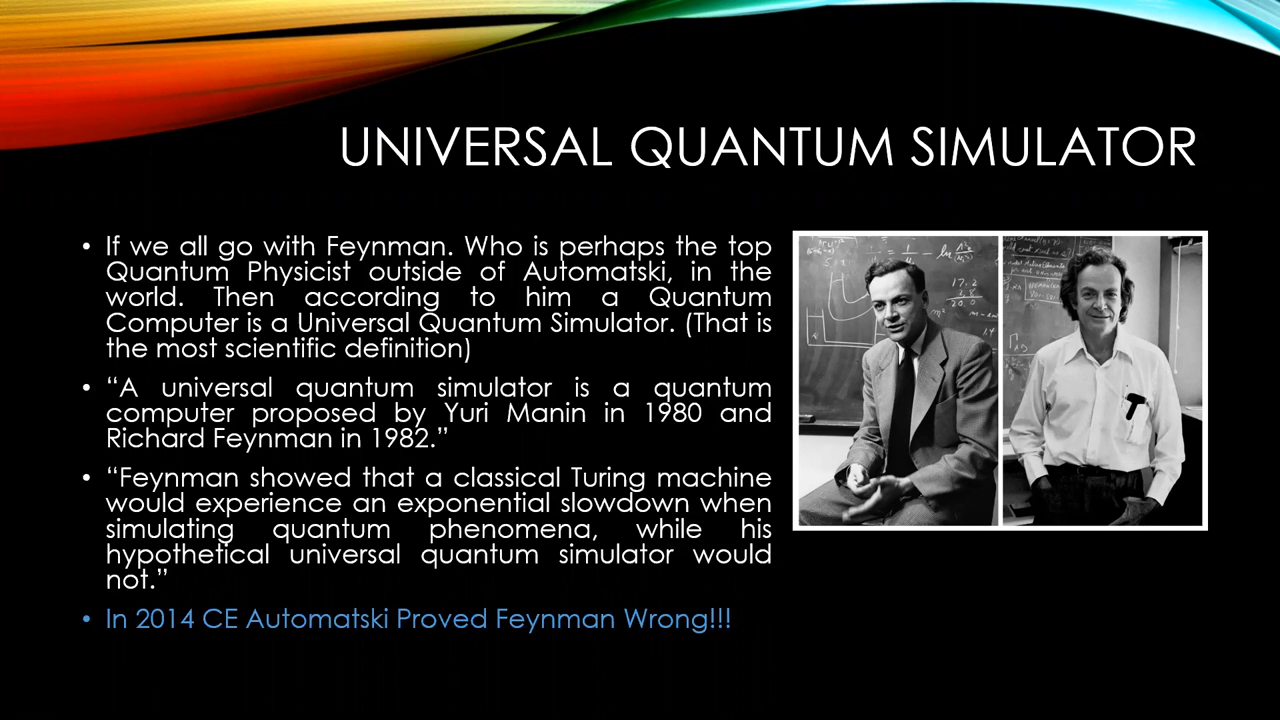 UNIVERSAL QUANTUM SIMULATOR
• If we all go with Feynman. Who is perhaps the top
Quantum Physicist outside of Automatski, in the
world. Then according to him a Quantum
Computer is a Universal Quantum Simulator. (That is
the most scientific definition)
• “A universal quantum simulator is a quantum
computer proposed by Yuri Manin in 1980 and
Richard Feynman in 1982.”
• “Feynman showed that a classical Turing machine
would experience an exponential slowdown when
simulating quantum phenomena, while his
hypothetical universal quantum simulator would
not.”
• In 2014 CE Automatski Proved Feynman Wrong!!!
17.2